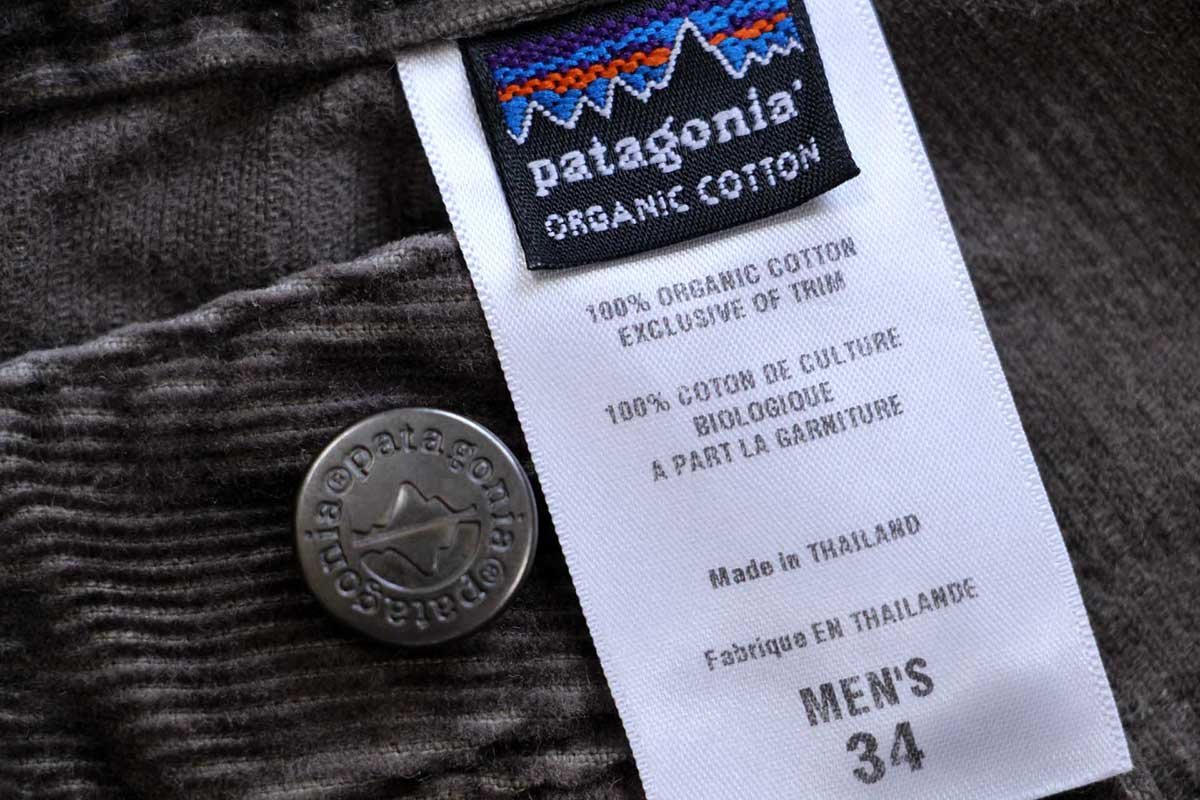 patagonia®
ORGANIC COTTON
100% ORGANIC COTTON
EXCLUSIVE OF TRIM
100% COTON DE CULTURE
BIOLOGIQUE
A PART LA GARNITURE
Made in THAILAND
Fabrique EN THAILANDE
MEN'S
34
patagonia®patagonia®patagonia®